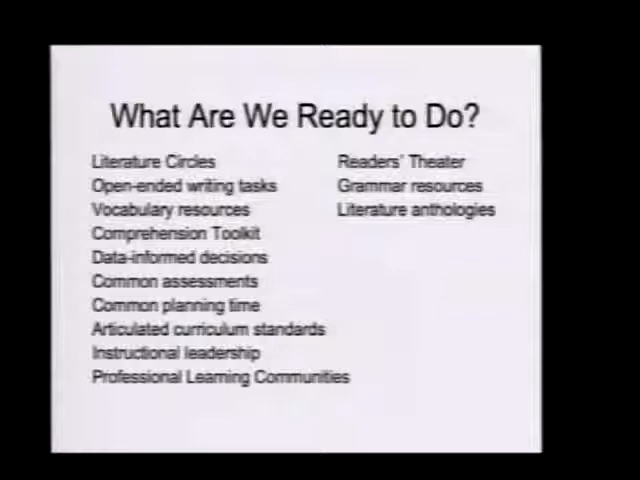 What Are We Ready to Do?
Literature Circles
Open-ended writing tasks
Vocabulary resources
Comprehension Toolkit
Data-informed decisions
Common assessments
Common planning time
Articulated curriculum standards
Instructional leadership
Professional Learning Communities
Readers' Theater
Grammar resources
Literature anthologies